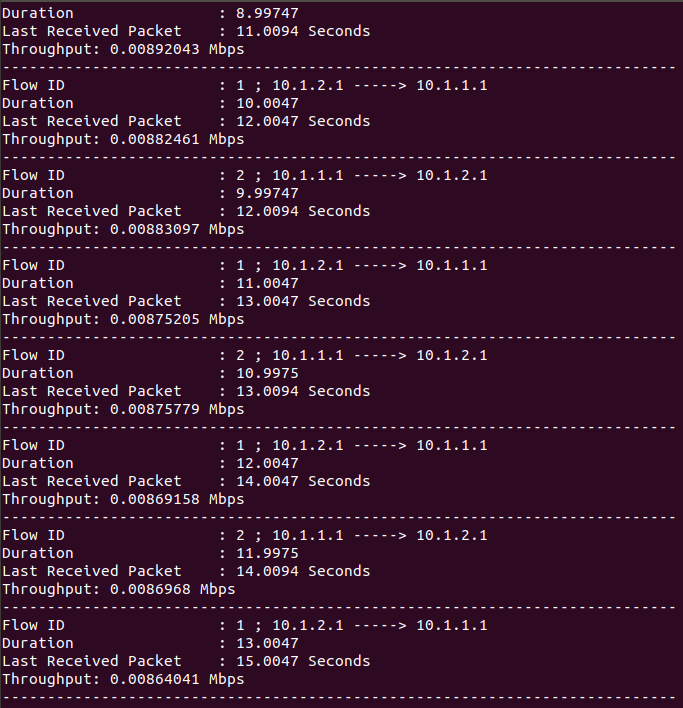 Duration                : 8.99747
Last Received Packet    : 11.0094 Seconds
Throughput: 0.00892043 Mbps
---------------------------------------------------------------------------
Flow ID                 : 1 ; 10.1.2.1 -----> 10.1.1.1
Duration                : 10.0047
Last Received Packet    : 12.0047 Seconds
Throughput: 0.00882461 Mbps
---------------------------------------------------------------------------
Flow ID                 : 2 ; 10.1.1.1 -----> 10.1.2.1
Duration                : 9.99747
Last Received Packet    : 12.0094 Seconds
Throughput: 0.00883097 Mbps
---------------------------------------------------------------------------
Flow ID                 : 1 ; 10.1.2.1 -----> 10.1.1.1
Duration                : 11.0047
Last Received Packet    : 13.0047 Seconds
Throughput: 0.00875205 Mbps
---------------------------------------------------------------------------
Flow ID                 : 2 ; 10.1.1.1 -----> 10.1.2.1
Duration                : 10.9975
Last Received Packet    : 13.0094 Seconds
Throughput: 0.00875779 Mbps
---------------------------------------------------------------------------
Flow ID                 : 1 ; 10.1.2.1 -----> 10.1.1.1
Duration                : 12.0047
Last Received Packet    : 14.0047 Seconds
Throughput: 0.00869158 Mbps
---------------------------------------------------------------------------
Flow ID                 : 2 ; 10.1.1.1 -----> 10.1.2.1
Duration                : 11.9975
Last Received Packet    : 14.0094 Seconds
Throughput: 0.0086968 Mbps
---------------------------------------------------------------------------
Flow ID                 : 1 ; 10.1.2.1 -----> 10.1.1.1
Duration                : 13.0047
Last Received Packet    : 15.0047 Seconds
Throughput: 0.00864041 Mbps
---------------------------------------------------------------------------